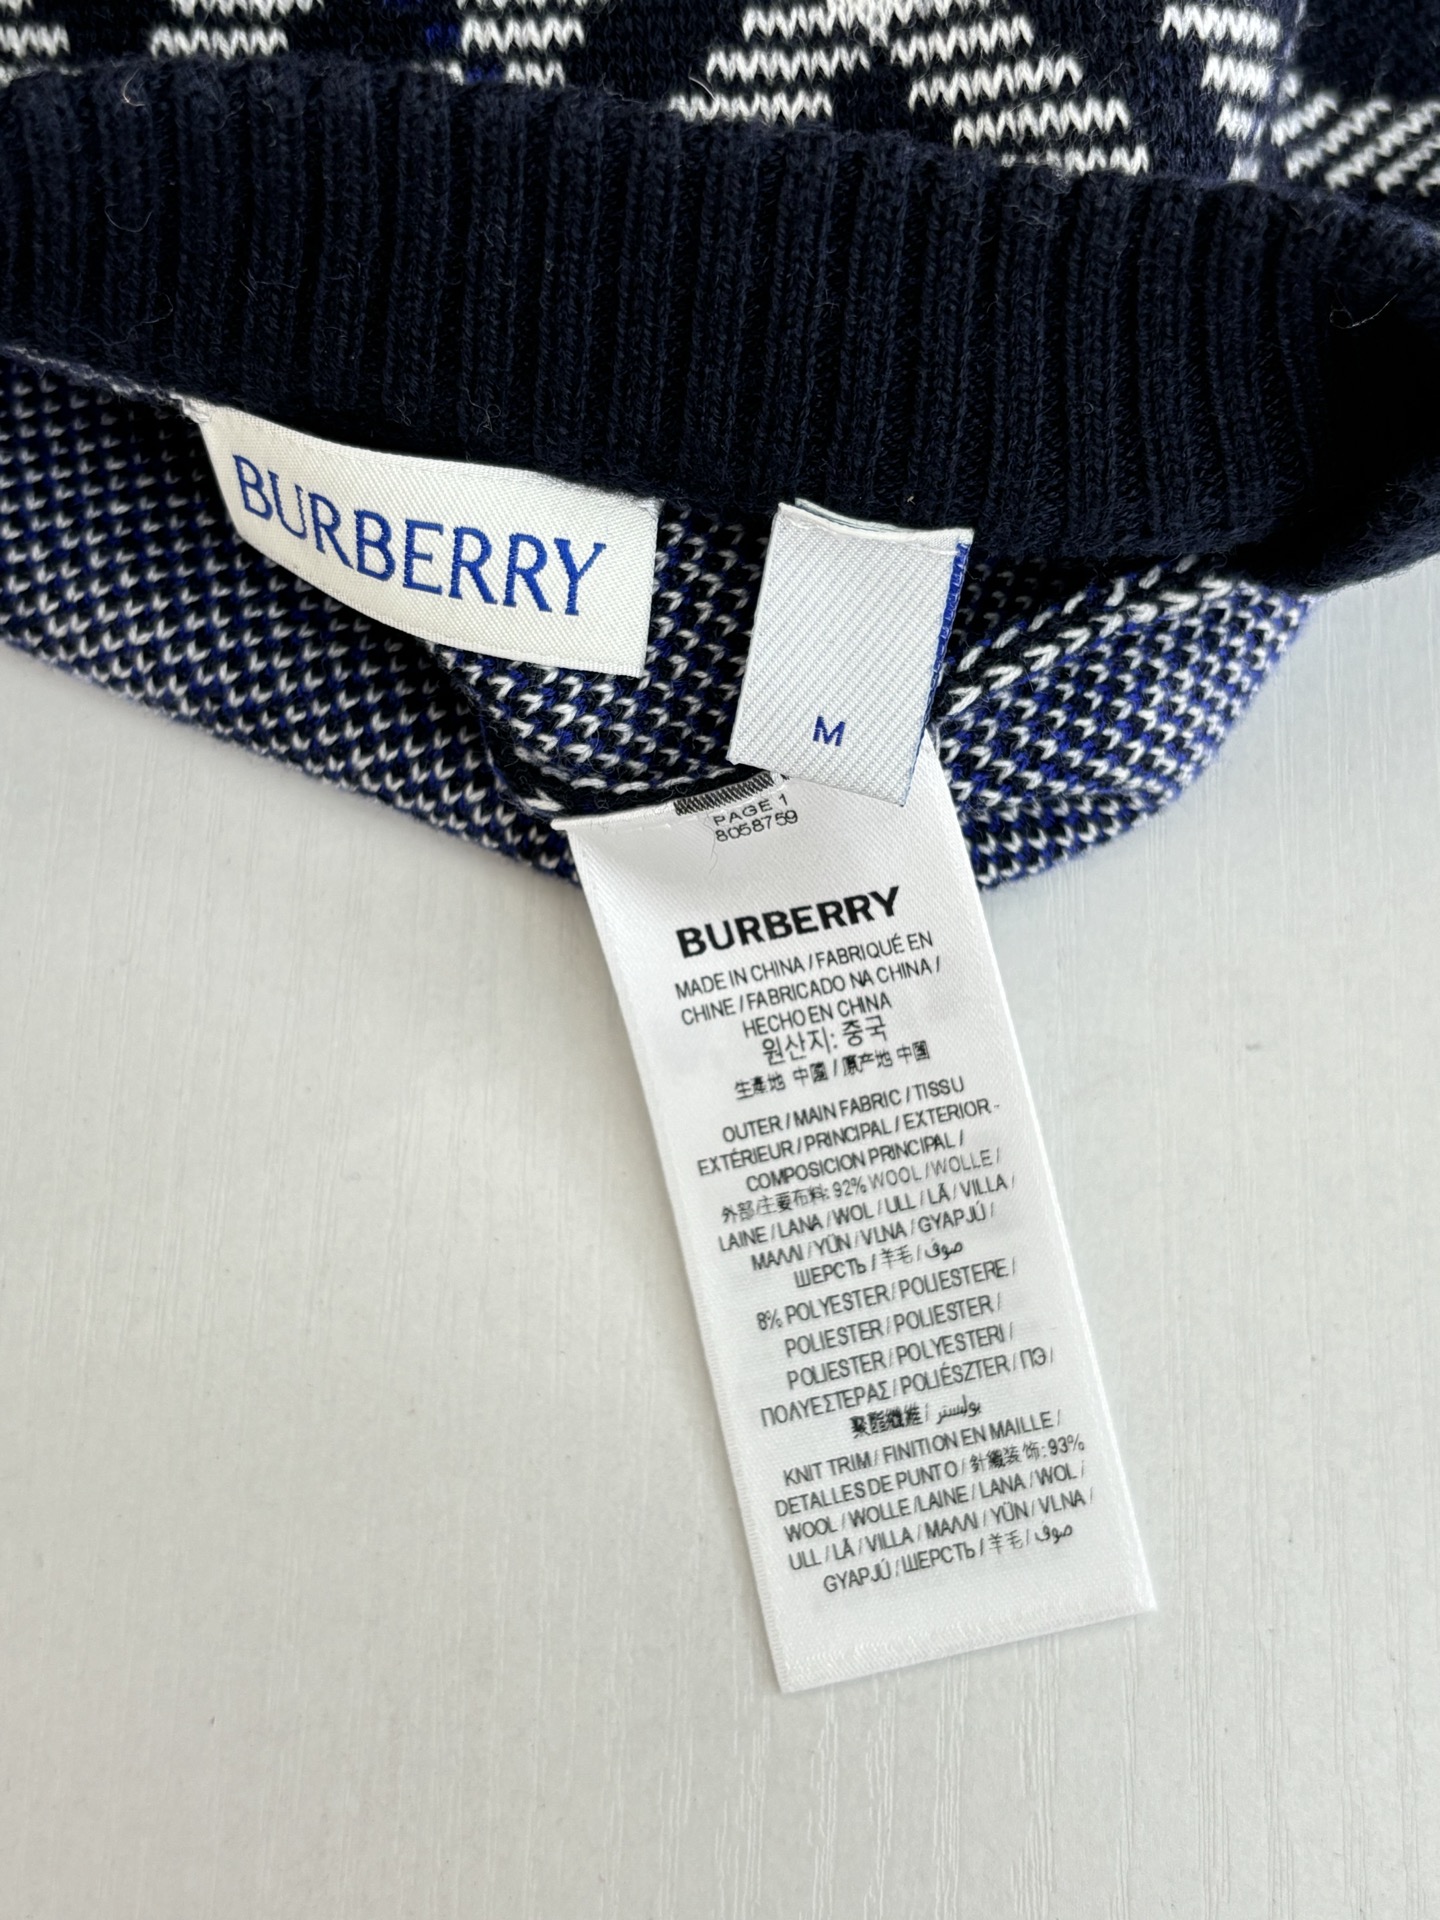 BURBERRY
M
PAGE 1
8058759
BURBERRY
MADE IN CHINA / FABRIQUÉ EN
CHINE / FABRICADO NA CHINA /
HECHO EN CHINA
원산지: 중국
生產地 中國 / 原产地 中国
OUTER / MAIN FABRIC / TISSU
EXTÉRIEUR / PRINCIPAL / EXTERIOR -
COMPOSICION PRINCIPAL /
外部/主要布料: 92% WOOL / WOLLE /
LAINE / LANA / WOL / ULL / LÃ / VILLA /
ΜΑΛΛΙ / YÜN / VLNA / GYAPJÚ /
ШЕРСТЬ / 羊毛 / صوف
8% POLYESTER / POLIESTERE /
POLIESTER / POLIESTER /
POLIESTER / POLYESTERI /
ΠΟΛΥΕΣΤΕΡΑΣ / POLIÉSZTER / ПЭ /
聚酯纖維 / بوليستر
KNIT TRIM / FINITION EN MAILLE /
DETALLES DE PUNTO / 針織装饰: 93%
WOOL / WOLLE / LAINE / LANA / WOL /
ULL / LÃ / VILLA / ΜΑΛΛΙ / YÜN / VLNA /
GYAPJÚ / ШЕРСТЬ / 羊毛 / صوف